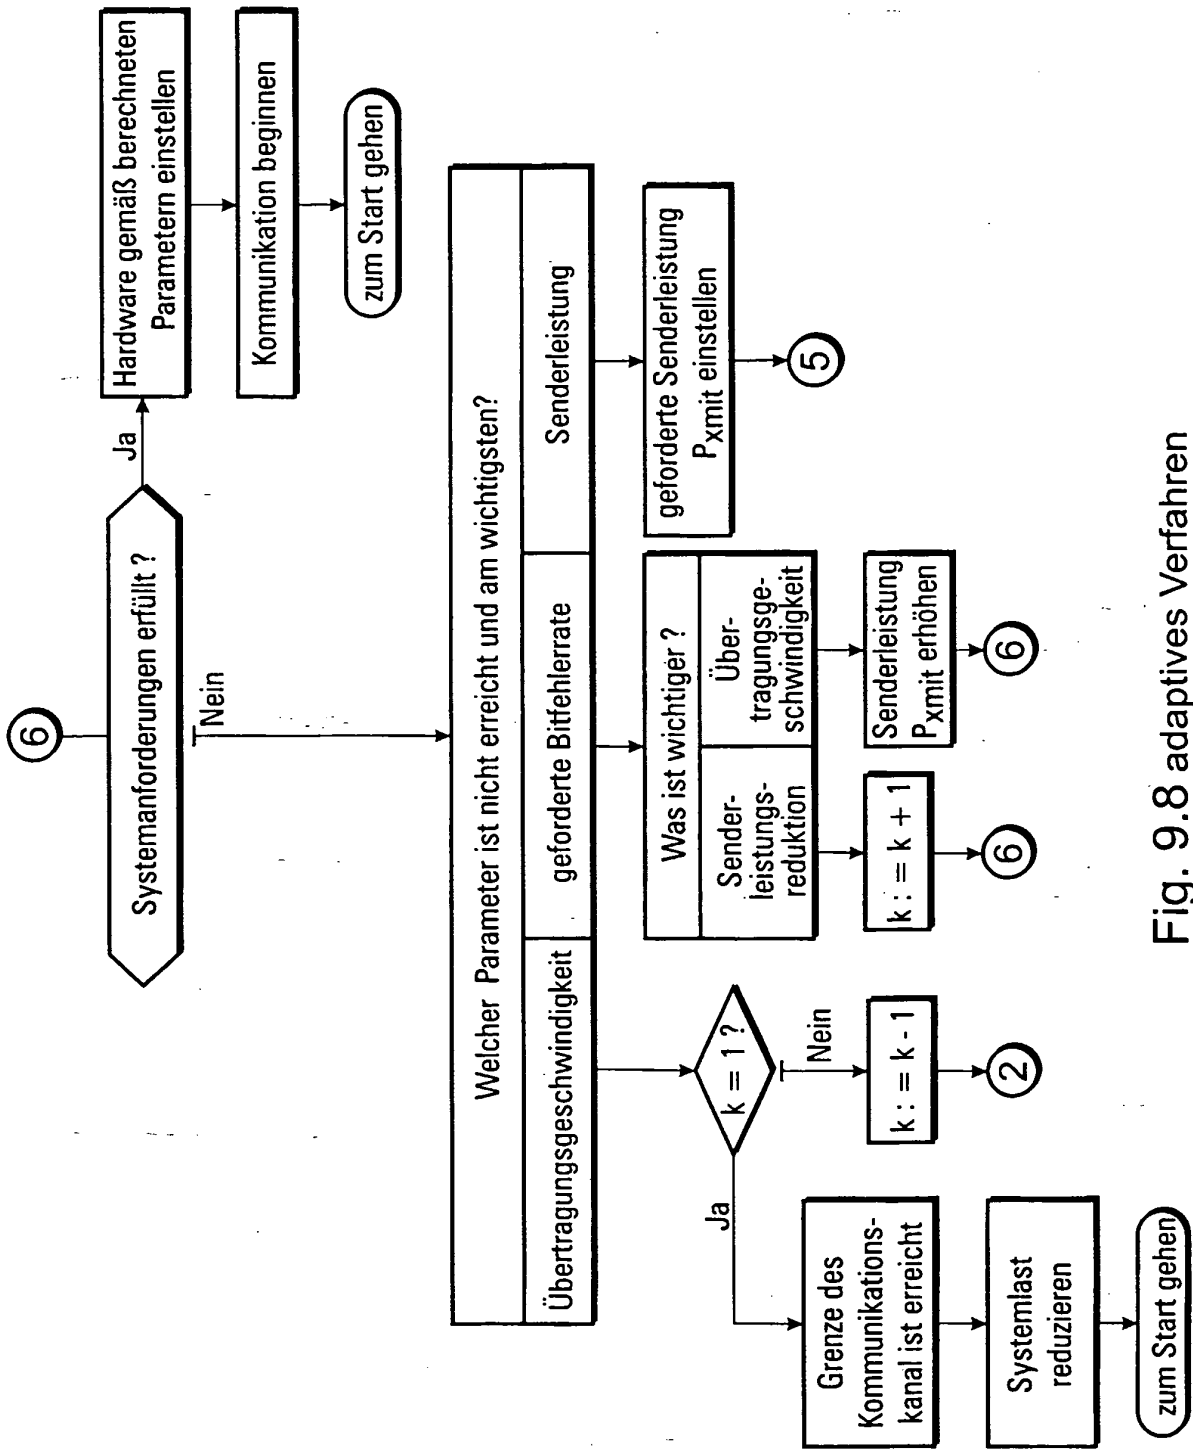 6
Systemanforderungen erfüllt ?
Ja
Hardware gemäß berechneten
Parametern einstellen
Kommunikation beginnen
zum Start gehen
Nein
Welcher Parameter ist nicht erreicht und am wichtigsten?
Übertragungsgeschwindigkeit
geforderte Bitfehlerrate
Senderleistung
k = 1 ?
Ja
Grenze des
Kommunikations-
kanal ist erreicht
Systemlast
reduzieren
zum Start gehen
Nein
k : = k - 1
2
Was ist wichtiger ?
Sender-
leistungs-
reduktion
k : = k + 1
6
Über-
tragungsge-
schwindigkeit
Senderleistung
Pxmit erhöhen
6
geforderte Senderleistung
Pxmit einstellen
5
Fig. 9.8 adaptives Verfahren